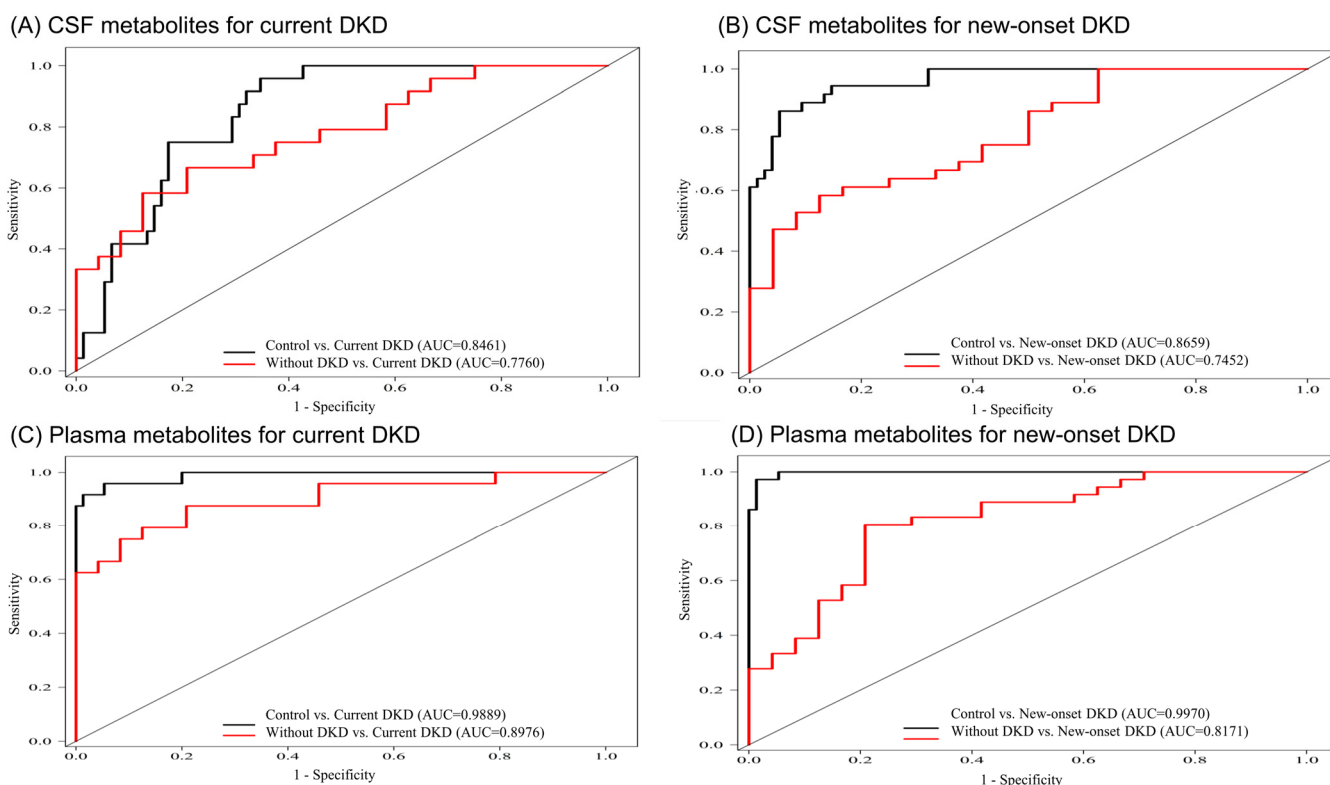 (A) CSF metabolites for current DKD
1.0
0.8
0.6
0.4
0.2
0.0
Sensitivity
Control vs. Current DKD (AUC=0.8461)
Without DKD vs. Current DKD (AUC=0.7760)
0.0 0.2 0.4 0.6 0.8 1.0
1 - Specificity
(B) CSF metabolites for new-onset DKD
1.0
0.8
0.6
0.4
0.2
0.0
Sensitivity
Control vs. New-onset DKD (AUC=0.8659)
Without DKD vs. New-onset DKD (AUC=0.7452)
0.0 0.2 0.4 0.6 0.8 1.0
1 - Specificity
(C) Plasma metabolites for current DKD
1.0
0.8
0.6
0.4
0.2
0.0
Sensitivity
Control vs. Current DKD (AUC=0.9889)
Without DKD vs. Current DKD (AUC=0.8976)
0.0 0.2 0.4 0.6 0.8 1.0
1 - Specificity
(D) Plasma metabolites for new-onset DKD
1.0
0.8
0.6
0.4
0.2
0.0
Sensitivity
Control vs. New-onset DKD (AUC=0.9970)
Without DKD vs. New-onset DKD (AUC=0.8171)
0.0 0.2 0.4 0.6 0.8 1.0
1 - Specificity